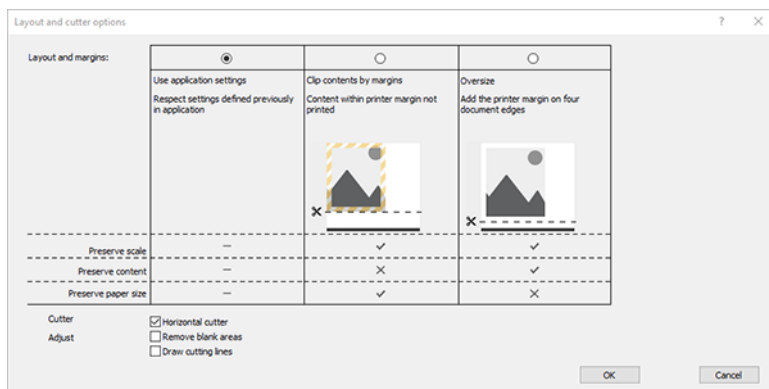 Layout and cutter options
?
Layout and margins:
Use application settings
Respect settings defined previously
in application
Clip contents by margins
Content within printer margin not
printed
Oversize
Add the printer margin on four
document edges
Preserve scale – ✓ ✓
Preserve content – ✕ ✓
Preserve paper size – ✓ ✕
Cutter
Horizontal cutter
Adjust
Remove blank areas
Draw cutting lines
OK
Cancel